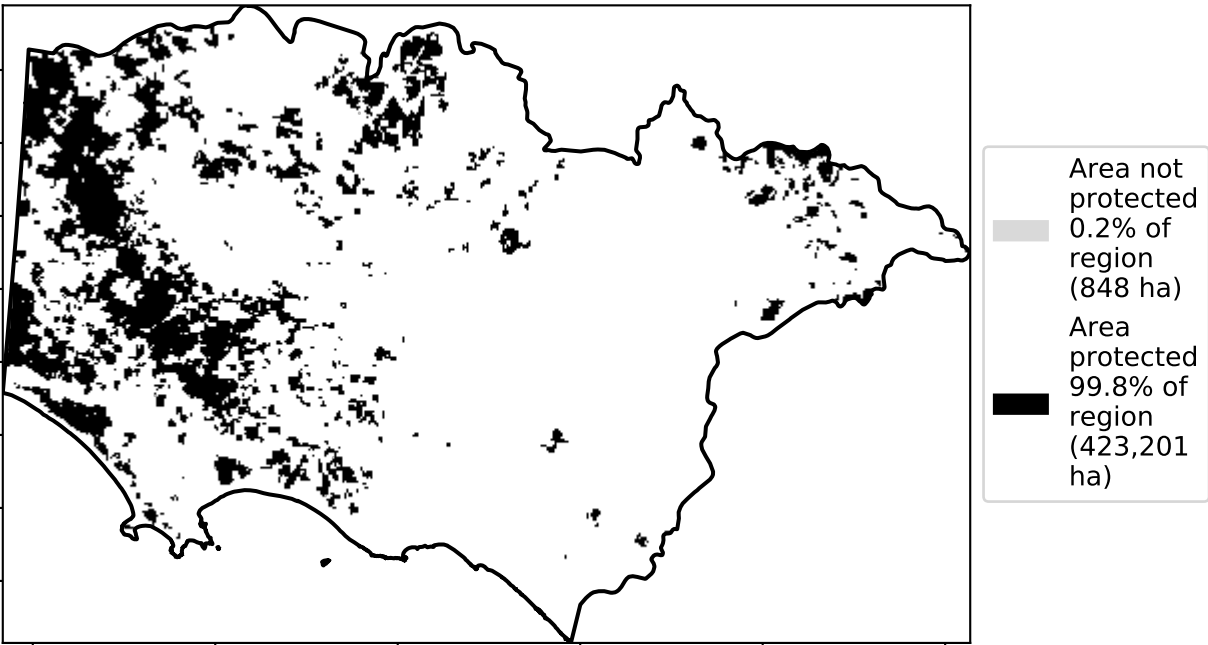 Area not
protected
0.2% of
region
(848 ha)
Area
protected
99.8% of
region
(423,201
ha)